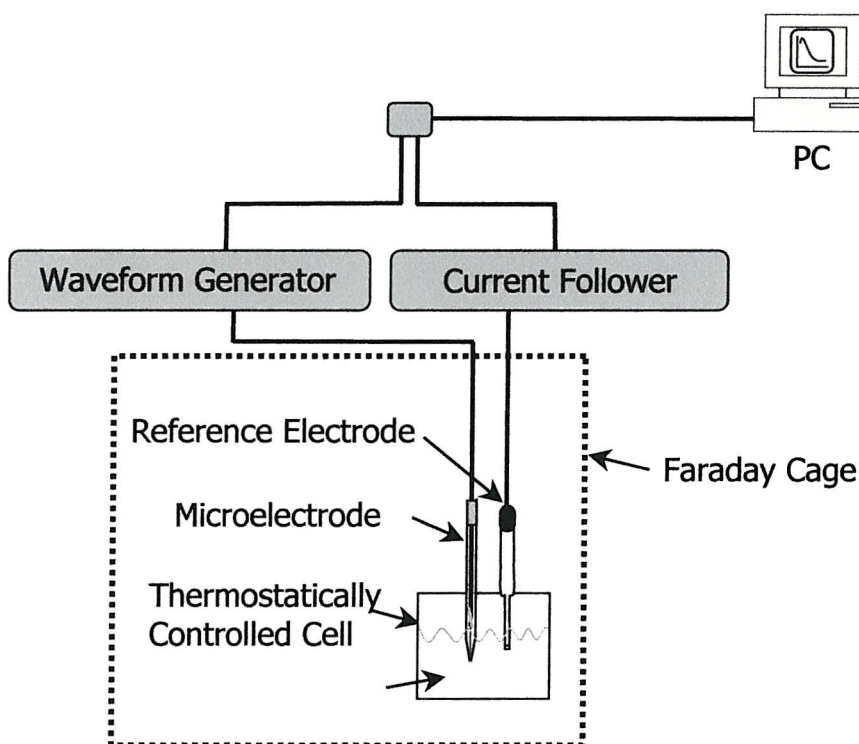 PC
Waveform Generator
Current Follower
Reference Electrode
Faraday Cage
Microelectrode
Thermostatically
Controlled Cell